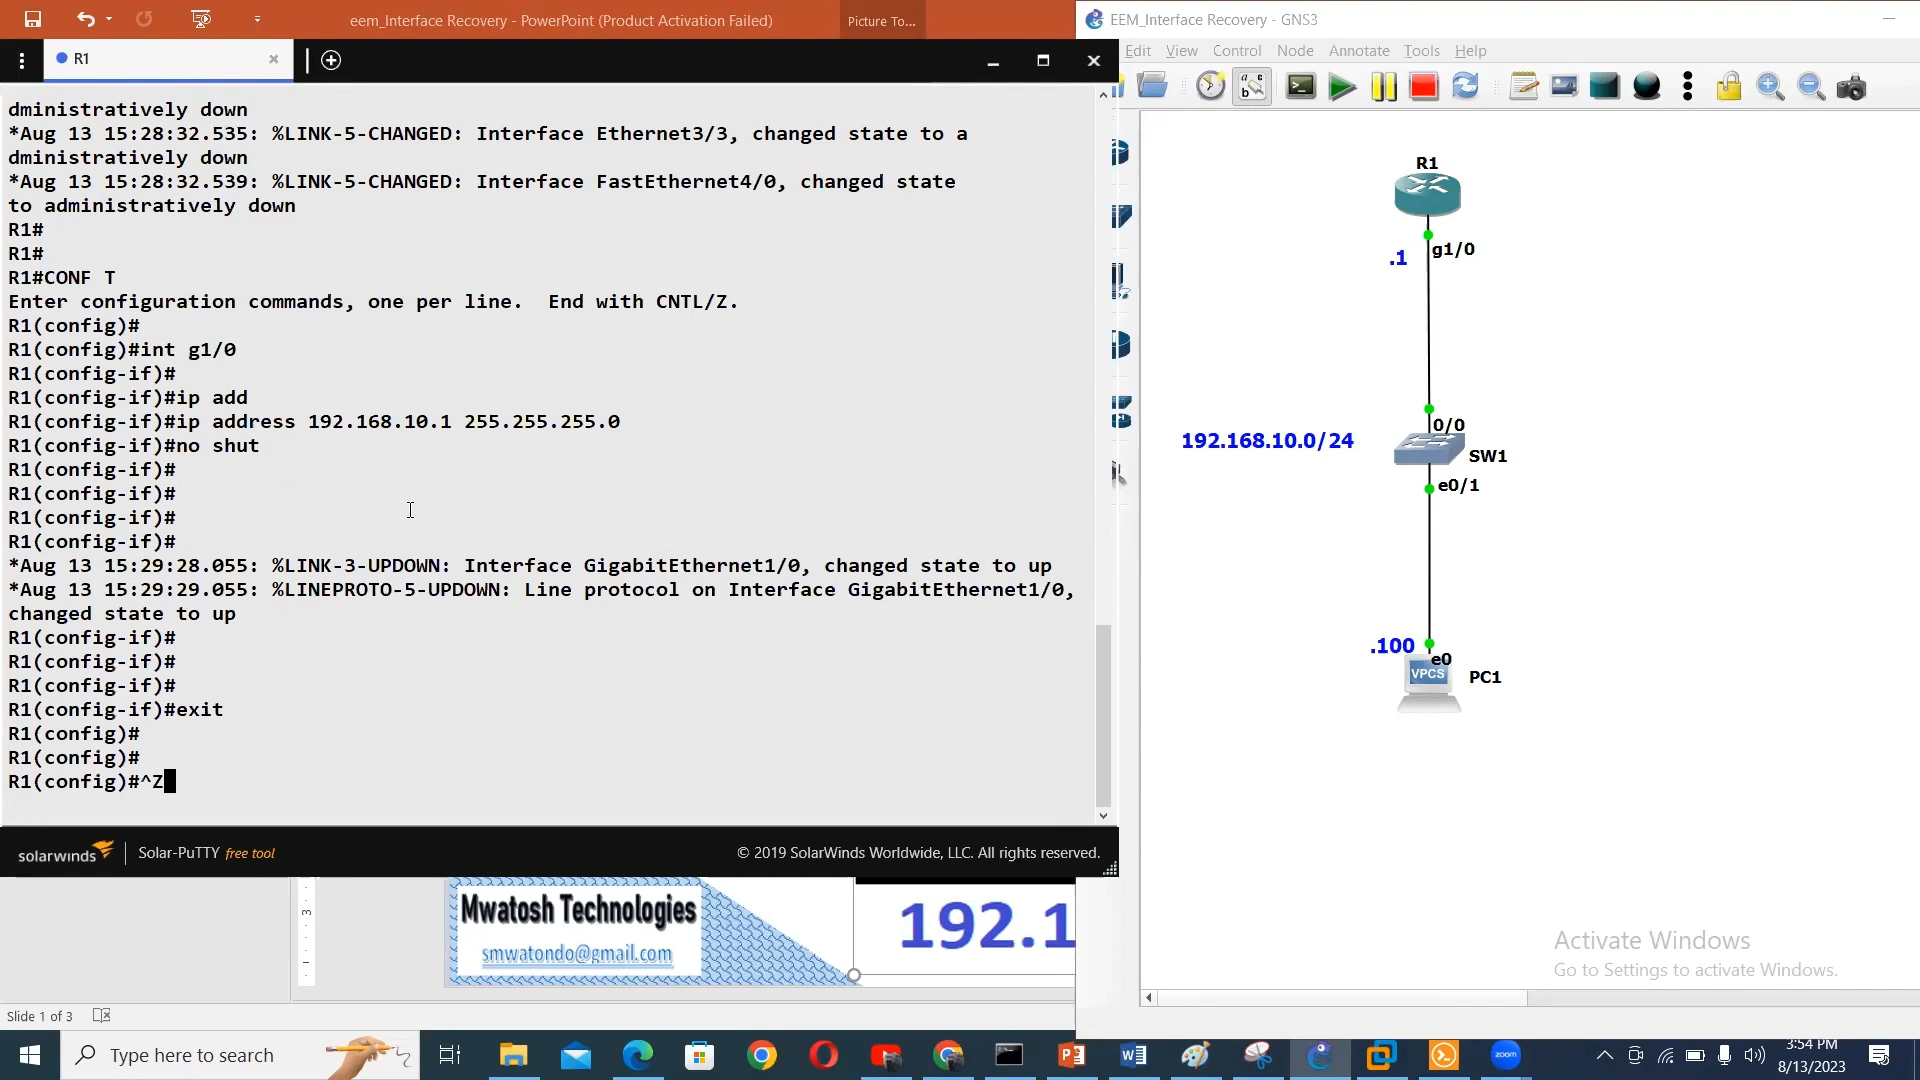 eem_Interface Recovery - PowerPoint (Product Activation Failed)
Picture To...
EEM_Interface Recovery - GNS3
R1
Edit View Control Node Annotate Tools Help
dministratively down
*Aug 13 15:28:32.535: %LINK-5-CHANGED: Interface Ethernet3/3, changed state to a
dministratively down
*Aug 13 15:28:32.539: %LINK-5-CHANGED: Interface FastEthernet4/0, changed state
to administratively down
R1#
R1#
R1#CONF T
Enter configuration commands, one per line.  End with CNTL/Z.
R1(config)#
R1(config)#int g1/0
R1(config-if)#
R1(config-if)#ip add
R1(config-if)#ip address 192.168.10.1 255.255.255.0
R1(config-if)#no shut
R1(config-if)#
R1(config-if)#
R1(config-if)#
R1(config-if)#
*Aug 13 15:29:28.055: %LINK-3-UPDOWN: Interface GigabitEthernet1/0, changed state to up
*Aug 13 15:29:29.055: %LINEPROTO-5-UPDOWN: Line protocol on Interface GigabitEthernet1/0,
changed state to up
R1(config-if)#
R1(config-if)#
R1(config-if)#
R1(config-if)#exit
R1(config)#
R1(config)#
R1(config)#^Z
solarwinds
Solar-PuTTY free tool
© 2019 SolarWinds Worldwide, LLC. All rights reserved.
R1
g1/0
.1
0/0
192.168.10.0/24
SW1
e0/1
.100
e0
VPCS
PC1
Mwatosh Technologies
smwatondo@gmail.com
192.1
3
Activate Windows
Go to Settings to activate Windows.
Slide 1 of 3
Type here to search
zoom
3:54 PM
8/13/2023